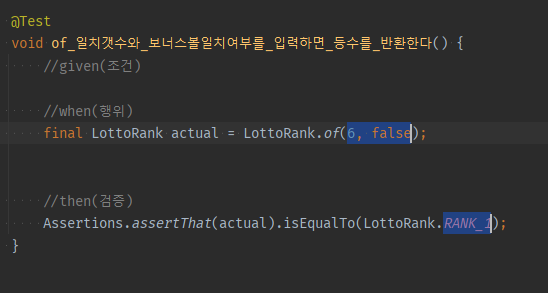 @Test
void of_일치갯수와_보너스볼일치여부를_입력하면_등수를_반환한다() {
//given(조건)
//when(행위)
final LottoRank actual = LottoRank.of(6, false);
//then(검증)
Assertions.assertThat(actual).isEqualTo(LottoRank.RANK_1);
}